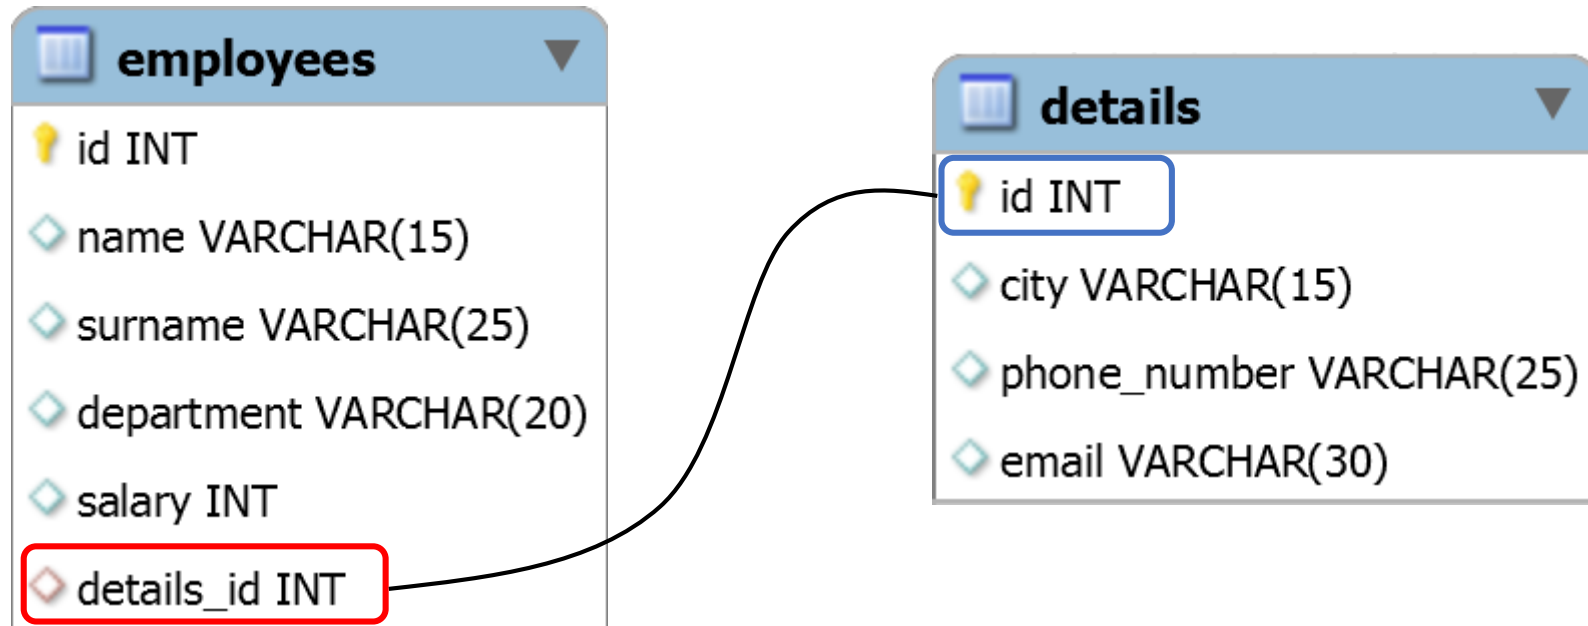 employees
id INT
name VARCHAR(15)
surname VARCHAR(25)
department VARCHAR(20)
salary INT
details_id INT
details
id INT
city VARCHAR(15)
phone_number VARCHAR(25)
email VARCHAR(30)